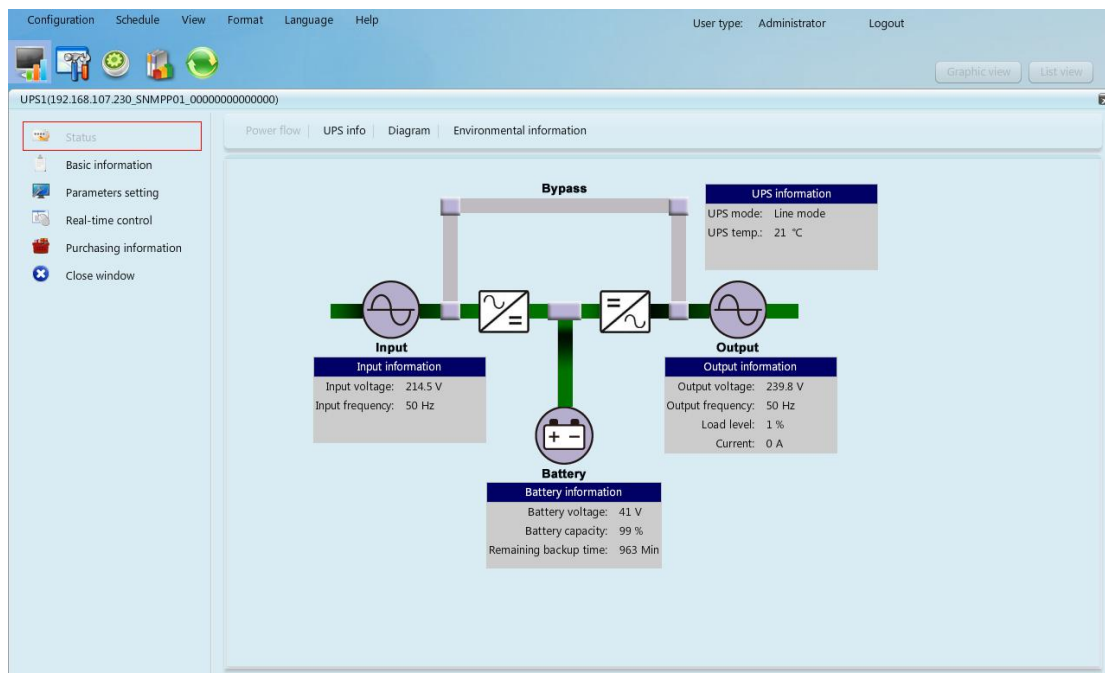 Configuration Schedule View Format Language Help User type: Administrator Logout
Graphic view List view
UPS1(192.168.107.230_SNMPP01_00000000000000)
Status
Basic information
Parameters setting
Real-time control
Purchasing information
Close window
Power flow UPS info Diagram Environmental information
Bypass
UPS information
UPS mode: Line mode
UPS temp.: 21 ℃
Input
Input information
Input voltage: 214.5 V
Input frequency: 50 Hz
Output
Output information
Output voltage: 239.8 V
Output frequency: 50 Hz
Load level: 1 %
Current: 0 A
Battery
Battery information
Battery voltage: 41 V
Battery capacity: 99 %
Remaining backup time: 963 Min